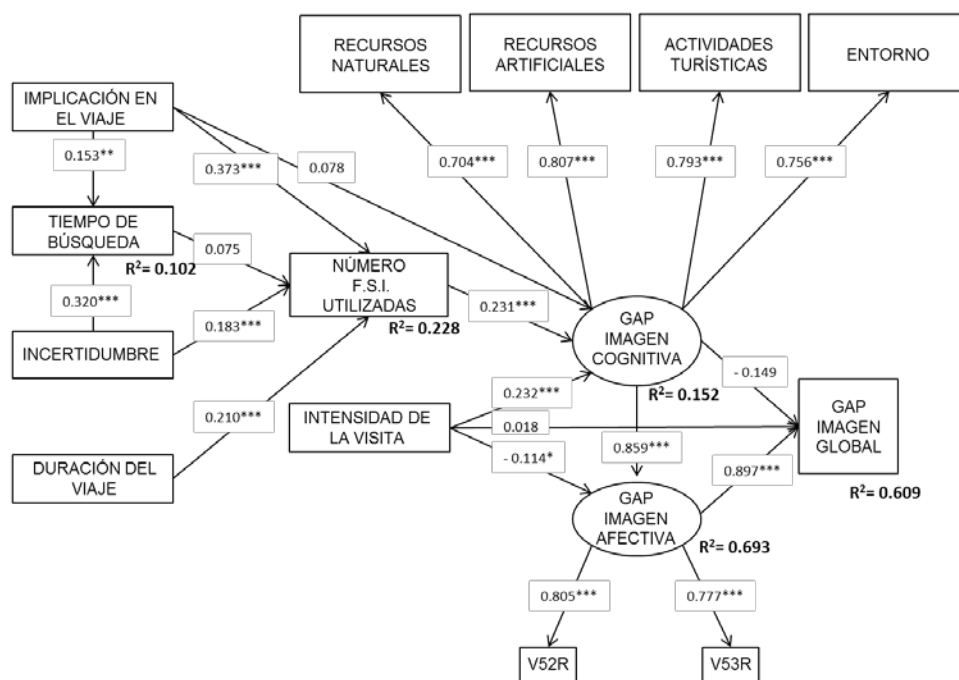 RECURSOS
NATURALES
RECURSOS
ARTIFICIALES
ACTIVIDADES
TURÍSTICAS
ENTORNO
IMPLICACIÓN EN
EL VIAJE
0.153**
0.373***
0.078
0.704***
0.807***
0.793***
0.756***
TIEMPO DE
BÚSQUEDA
R²= 0.102
0.075
NÚMERO
F.S.I.
UTILIZADAS
R²= 0.228
0.320***
0.183***
0.231***
INCERTIDUMBRE
GAP
IMAGEN
COGNITIVA
R²= 0.152
- 0.149
0.210***
INTENSIDAD DE
LA VISITA
0.232***
0.018
- 0.114*
0.859***
0.897***
GAP
IMAGEN
GLOBAL
R²= 0.609
DURACIÓN DEL
VIAJE
GAP
IMAGEN
AFECTIVA
R²= 0.693
0.805***
0.777***
V52R
V53R